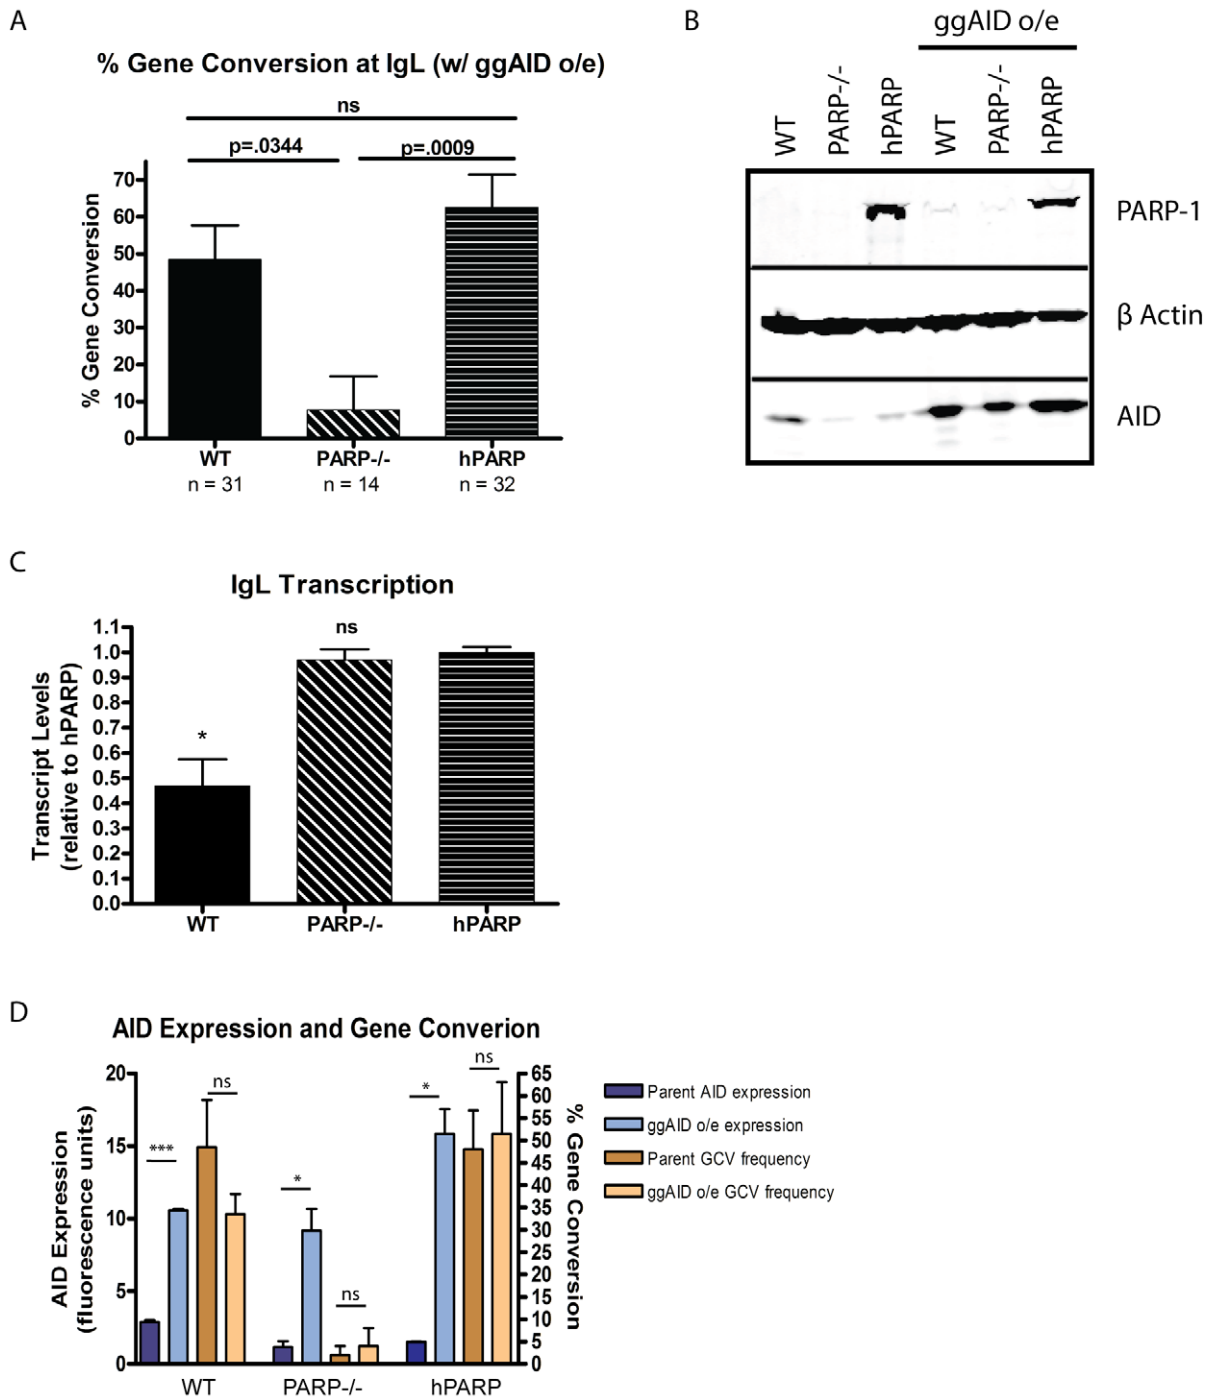 A
% Gene Conversion at IgL (w/ ggAID o/e)
ns
p=.0344
p=.0009
% Gene Conversion
70
60
50
40
30
20
10
0
WT
PARP-/-
hPARP
n = 31
n = 14
n = 32
B
ggAID o/e
WT
PARP-/-
hPARP
WT
PARP-/-
hPARP
PARP-1
β Actin
AID
C
IgL Transcription
Transcript Levels
(relative to hPARP)
1.1
1.0
0.9
0.8
0.7
0.6
0.5
0.4
0.3
0.2
0.1
0.0
*
ns
WT
PARP-/-
hPARP
D
AID Expression and Gene Converion
AID Expression
(fluorescence units)
20
15
10
5
0
***
ns
*
ns
*
ns
65
60
55
50
45
40
35
30
25
20
15
10
5
0
% Gene Conversion
WT
PARP-/-
hPARP
Parent AID expression
ggAID o/e expression
Parent GCV frequency
ggAID o/e GCV frequency